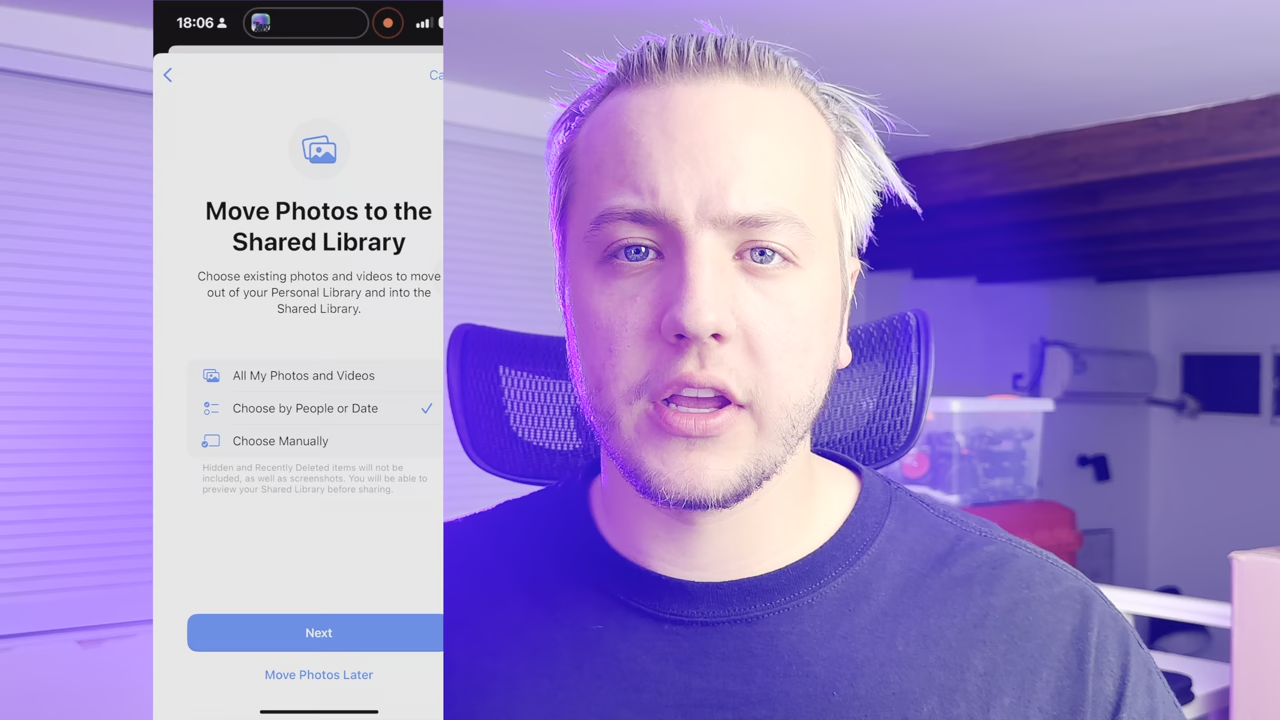 18:06
Ca
Move Photos to the
Shared Library
Choose existing photos and videos to move
out of your Personal Library and into the
Shared Library.
All My Photos and Videos
Choose by People or Date
Choose Manually
Hidden and Recently Deleted items will not be
included, as well as screenshots. You will be able to
preview your Shared Library before sharing.
Next
Move Photos Later